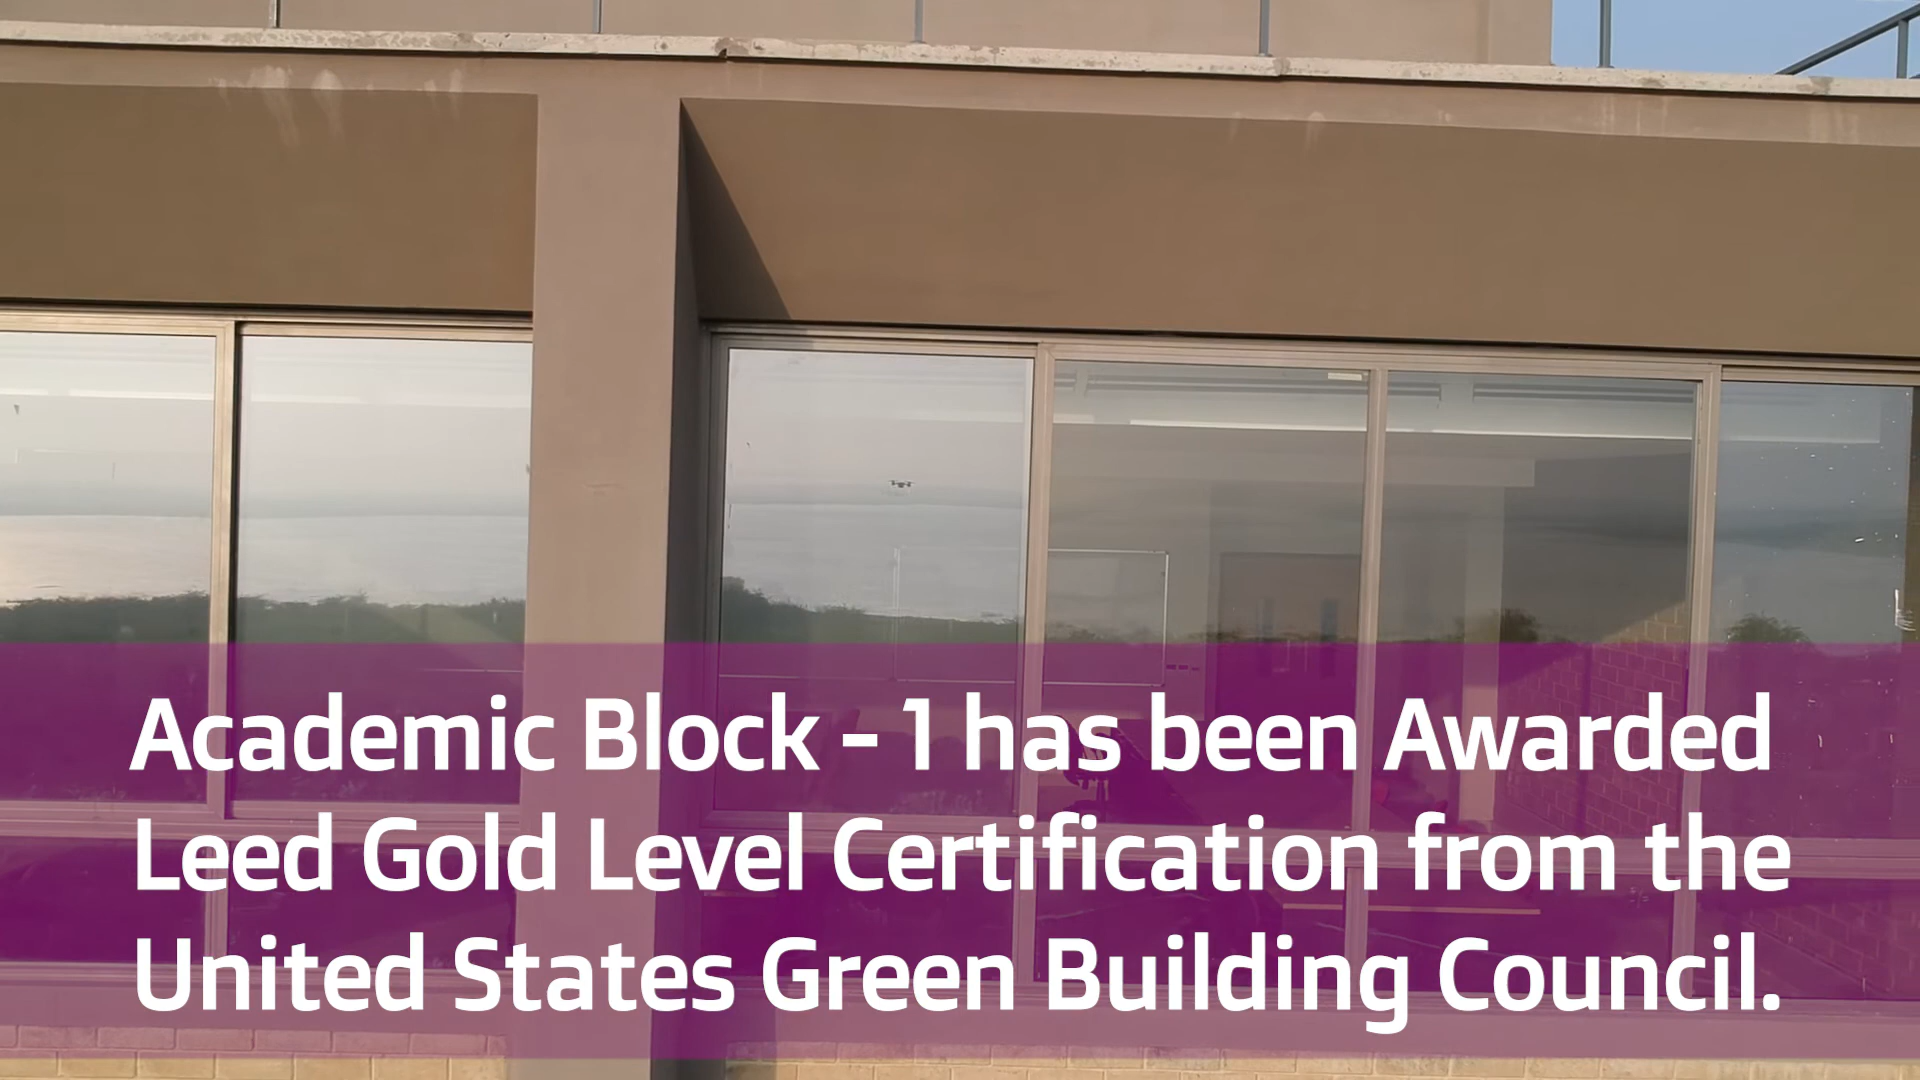 Academic Block - 1 has been Awarded
Leed Gold Level Certification from the
United States Green Building Council.